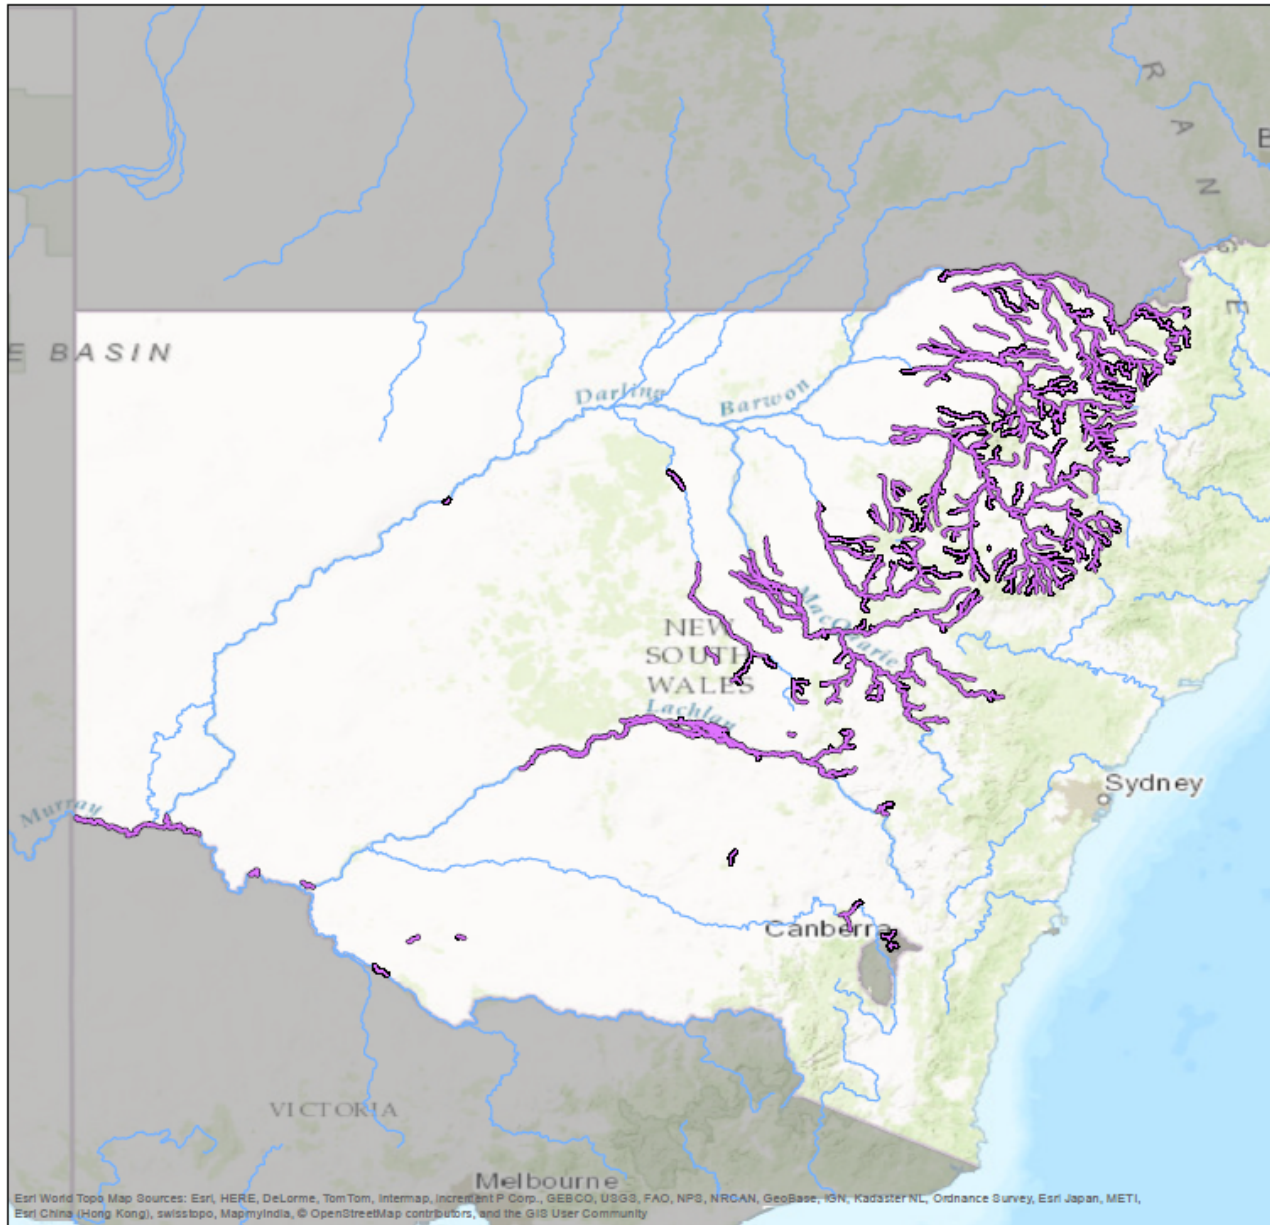 R
A
N
G
E
B
E BASIN
Darling
Barwon
MacQuarie
NEW
SOUTH
WALES
Lachlan
Sydney
Murray
Canberra
VICTORIA
Melbourne
Esri World Topo Map Sources: Esri, HERE, DeLorme, TomTom, Intermap, increment P Corp., GEBCO, USGS, FAO, NPS, NRCAN, GeoBase, IGN, Kadaster NL, Ordnance Survey, Esri Japan, METI,
Esri China (Hong Kong), swisstopo, MapmyIndia, © OpenStreetMap contributors, and the GIS User Community